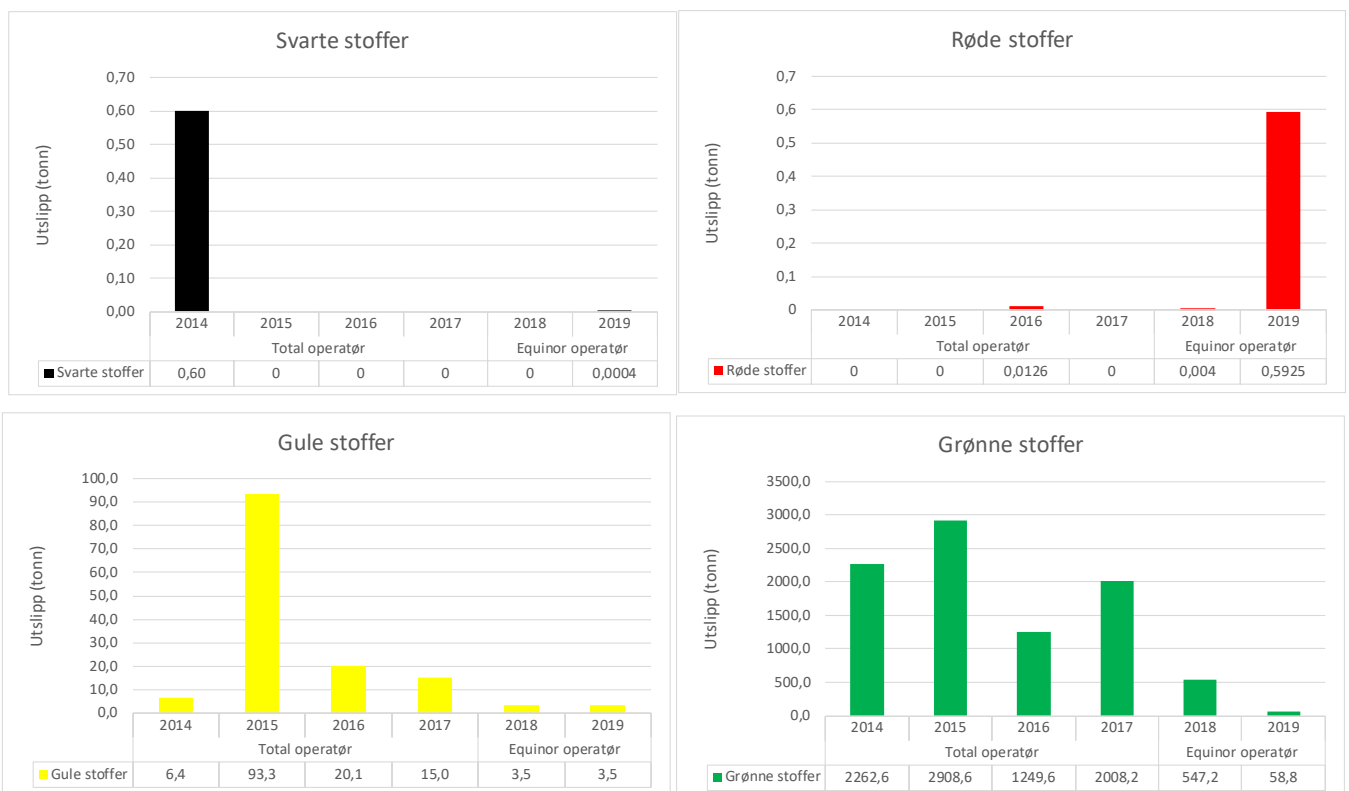 Svarte stoffer
Utslipp (tonn)
0,70
0,60
0,50
0,40
0,30
0,20
0,10
0,00
2014 2015 2016 2017 2018 2019
Total operatør Equinor operatør
Svarte stoffer 0,60 0 0 0 0 0,0004
Røde stoffer
Utslipp (tonn)
0,7
0,6
0,5
0,4
0,3
0,2
0,1
0
2014 2015 2016 2017 2018 2019
Total operatør Equinor operatør
Røde stoffer 0 0 0,0126 0 0,004 0,5925
Gule stoffer
Utslipp (tonn)
100,0
90,0
80,0
70,0
60,0
50,0
40,0
30,0
20,0
10,0
0,0
2014 2015 2016 2017 2018 2019
Total operatør Equinor operatør
Gule stoffer 6,4 93,3 20,1 15,0 3,5 3,5
Grønne stoffer
Utslipp (tonn)
3500,0
3000,0
2500,0
2000,0
1500,0
1000,0
500,0
0,0
2014 2015 2016 2017 2018 2019
Total operatør Equinor operatør
Grønne stoffer 2262,6 2908,6 1249,6 2008,2 547,2 58,8